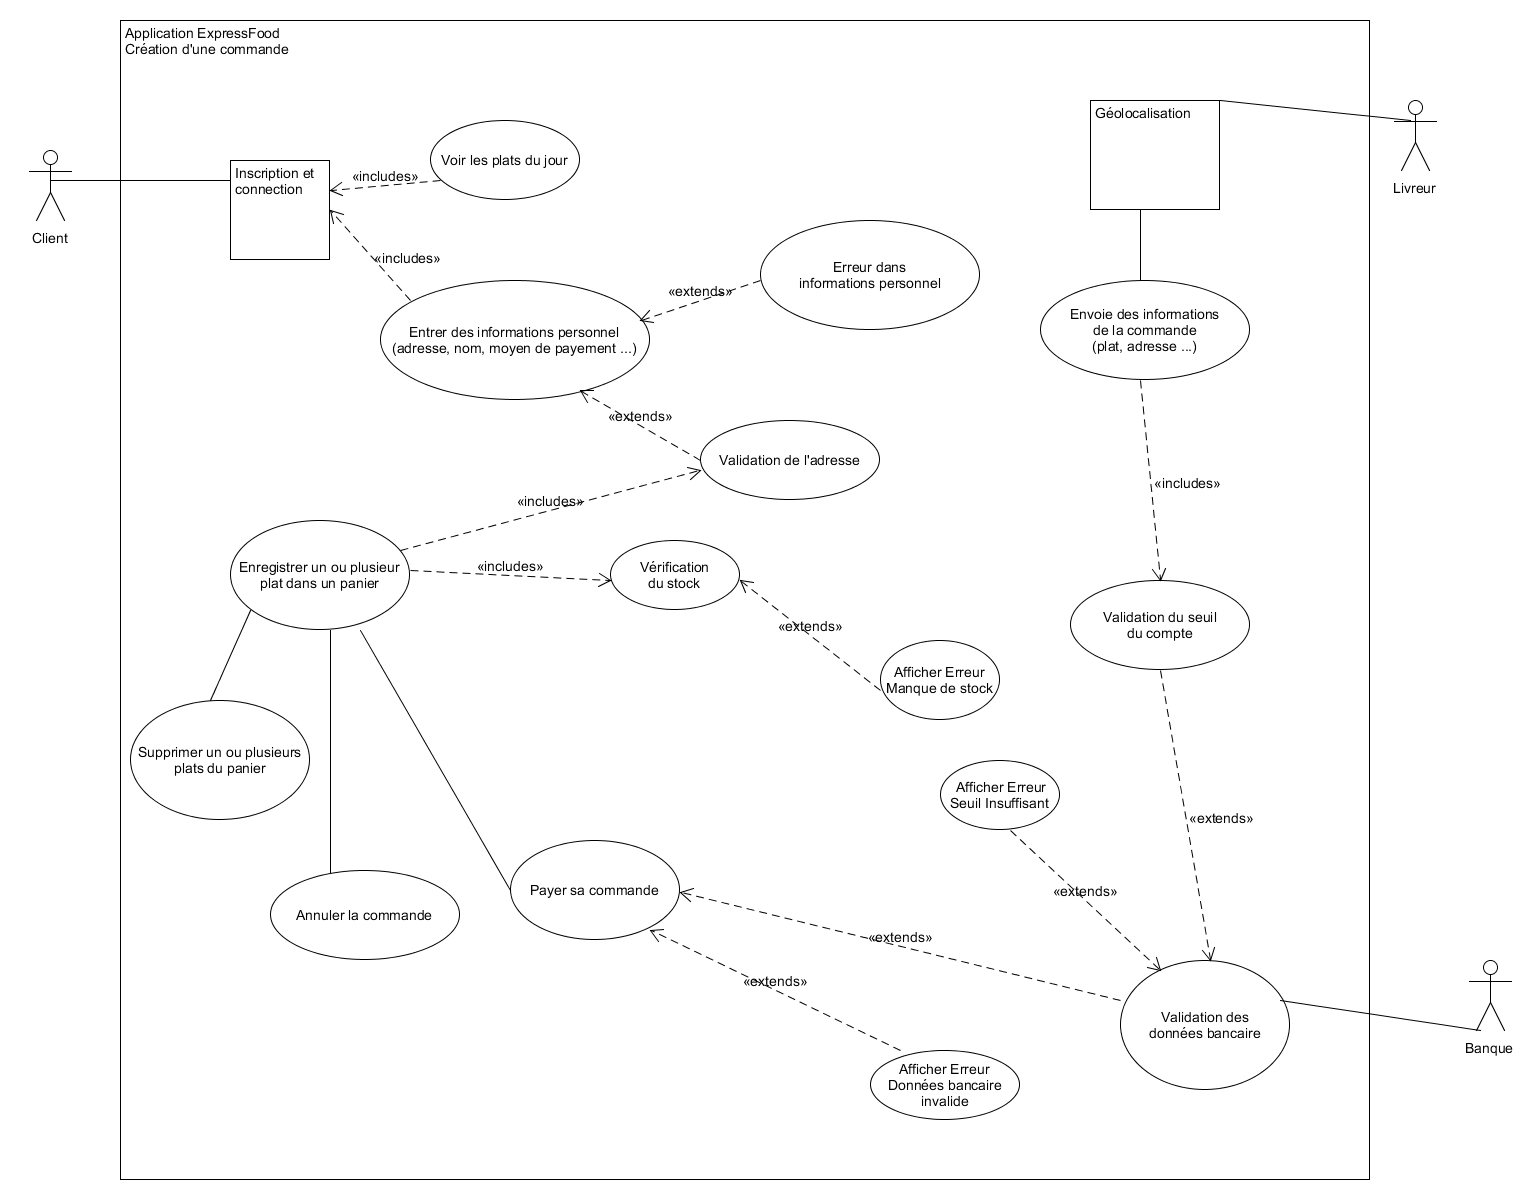 Application ExpressFood
Création d'une commande
Géolocalisation
Livreur
Client
Inscription et
connection
Voir les plats du jour
«includes»
«includes»
Erreur dans
informations personnel
«extends»
Entrer des informations personnel
(adresse, nom, moyen de payement ...)
Envoie des informations
de la commande
(plat, adresse ...)
«extends»
Validation de l'adresse
«includes»
«includes»
Enregistrer un ou plusieur
plat dans un panier
«includes»
Vérification
du stock
«extends»
Validation du seuil
du compte
Afficher Erreur
Manque de stock
Supprimer un ou plusieurs
plats du panier
Afficher Erreur
Seuil Insuffisant
«extends»
«extends»
Payer sa commande
Annuler la commande
«extends»
«extends»
Validation des
données bancaire
Banque
Afficher Erreur
Données bancaire
invalide